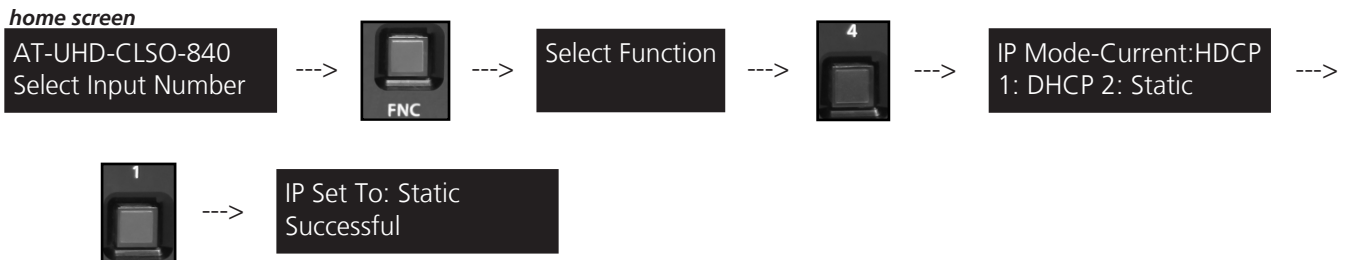 home screen
AT-UHD-CLSO-840
Select Input Number
--->
FNC
--->
Select Function
--->
4
--->
IP Mode-Current:HDCP
1: DHCP 2: Static
--->
1
--->
IP Set To: Static
Successful